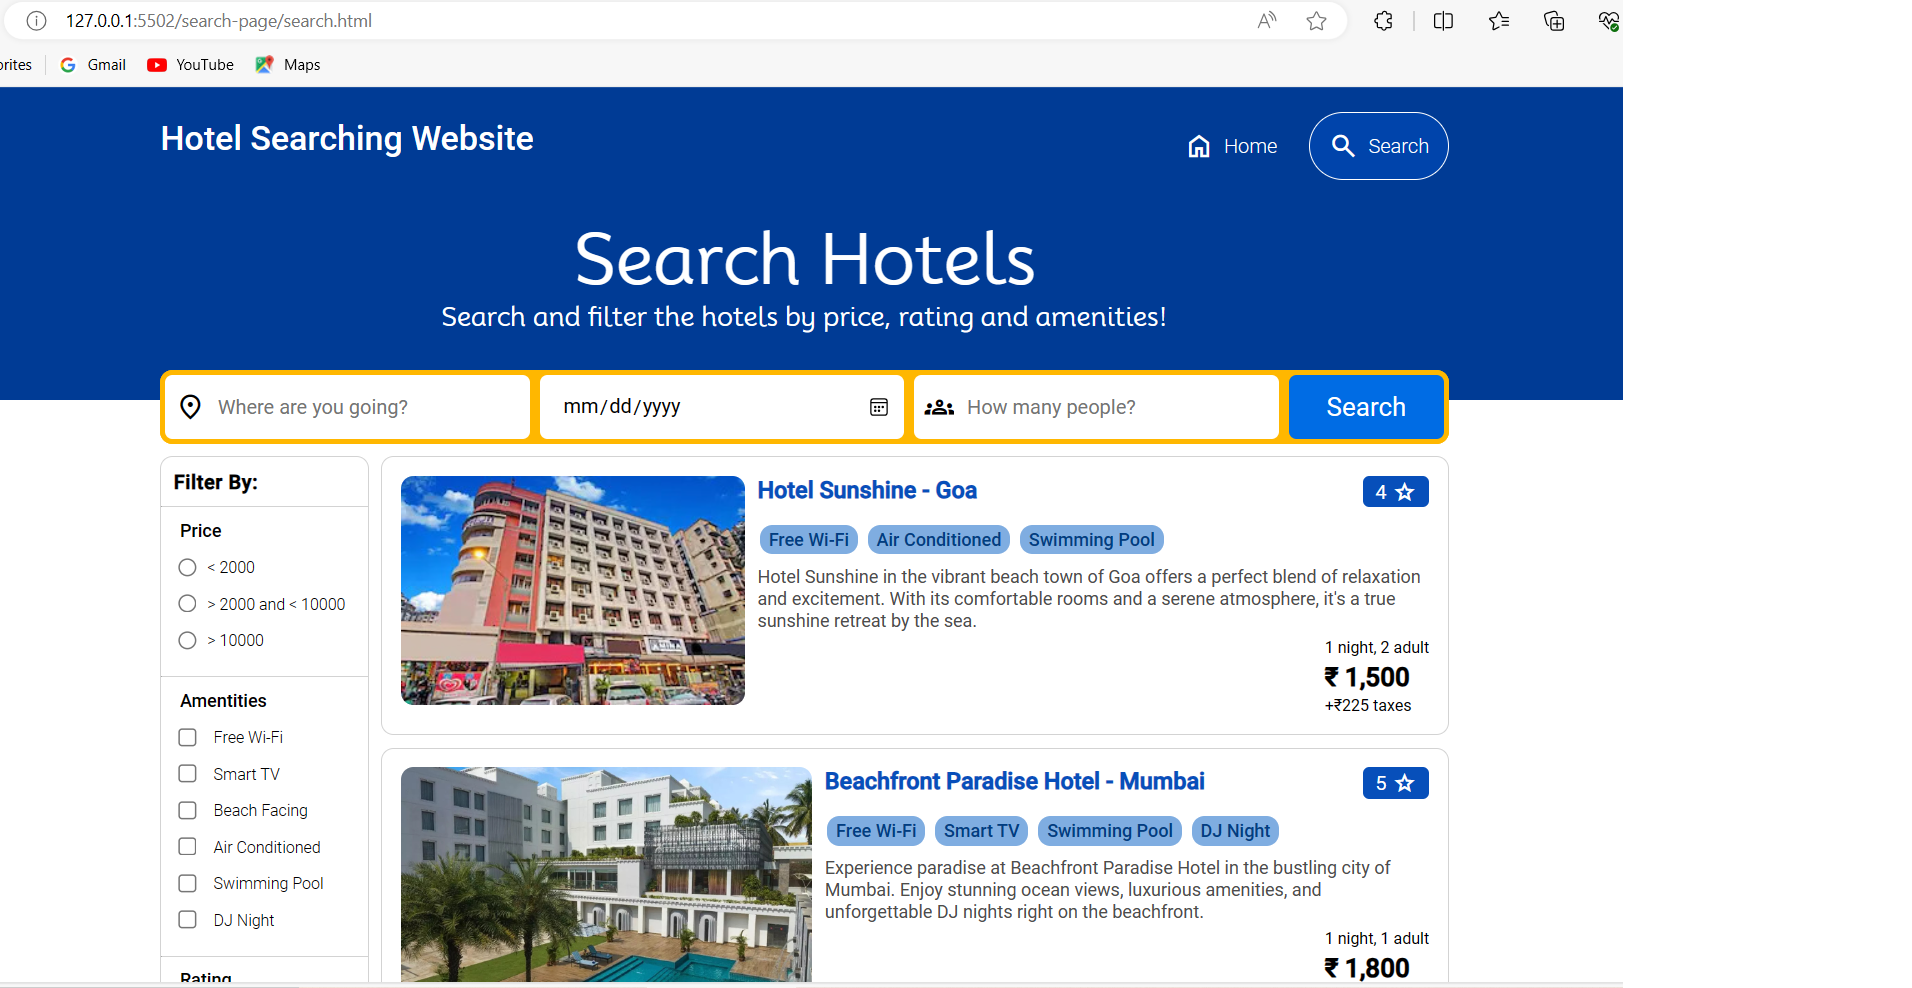 127.0.0.1:5502/search-page/search.html
orites
Gmail
YouTube
Maps
Hotel Searching Website
Home
Search
Search Hotels
Search and filter the hotels by price, rating and amenities!
Where are you going?
mm/dd/yyyy
How many people?
Search
Filter By:
Price
< 2000
> 2000 and < 10000
> 10000
Amentities
Free Wi-Fi
Smart TV
Beach Facing
Air Conditioned
Swimming Pool
DJ Night
Rating
Hotel Sunshine - Goa
4
Free Wi-Fi
Air Conditioned
Swimming Pool
Hotel Sunshine in the vibrant beach town of Goa offers a perfect blend of relaxation
and excitement. With its comfortable rooms and a serene atmosphere, it's a true
sunshine retreat by the sea.
1 night, 2 adult
₹ 1,500
+₹225 taxes
Beachfront Paradise Hotel - Mumbai
5
Free Wi-Fi
Smart TV
Swimming Pool
DJ Night
Experience paradise at Beachfront Paradise Hotel in the bustling city of
Mumbai. Enjoy stunning ocean views, luxurious amenities, and
unforgettable DJ nights right on the beachfront.
1 night, 1 adult
₹ 1,800